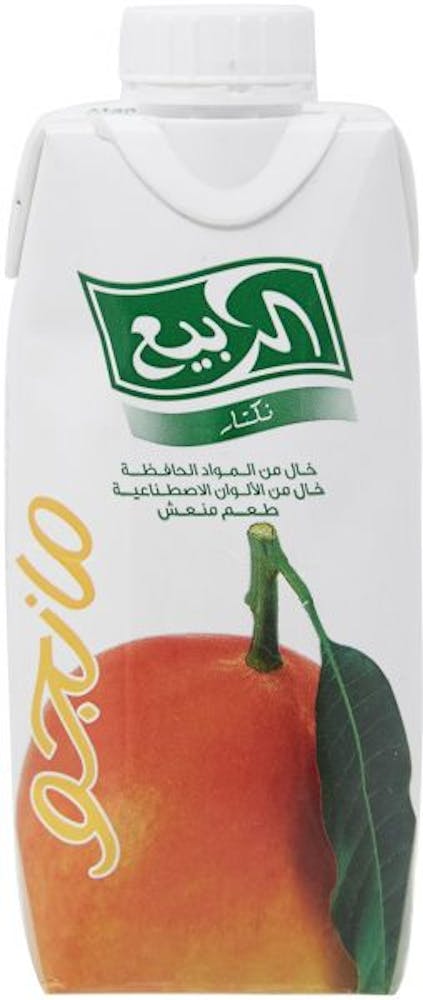 الربيع
نكتار
خال من المواد الحافظة
خال من الألوان الاصطناعية
طعم منعش
مانجو